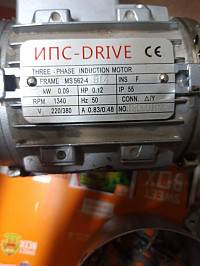 ИПС-DRIVE CE
THREE - PHASE INDUCTION MOTOR
FRAME MS 562-4 B14 INS F
kW 0.09 HP 0.12 IP 55
RPM 1340 Hz 50 CONN. Δ/Y
V 220/380 A 0.83/0.48 NO